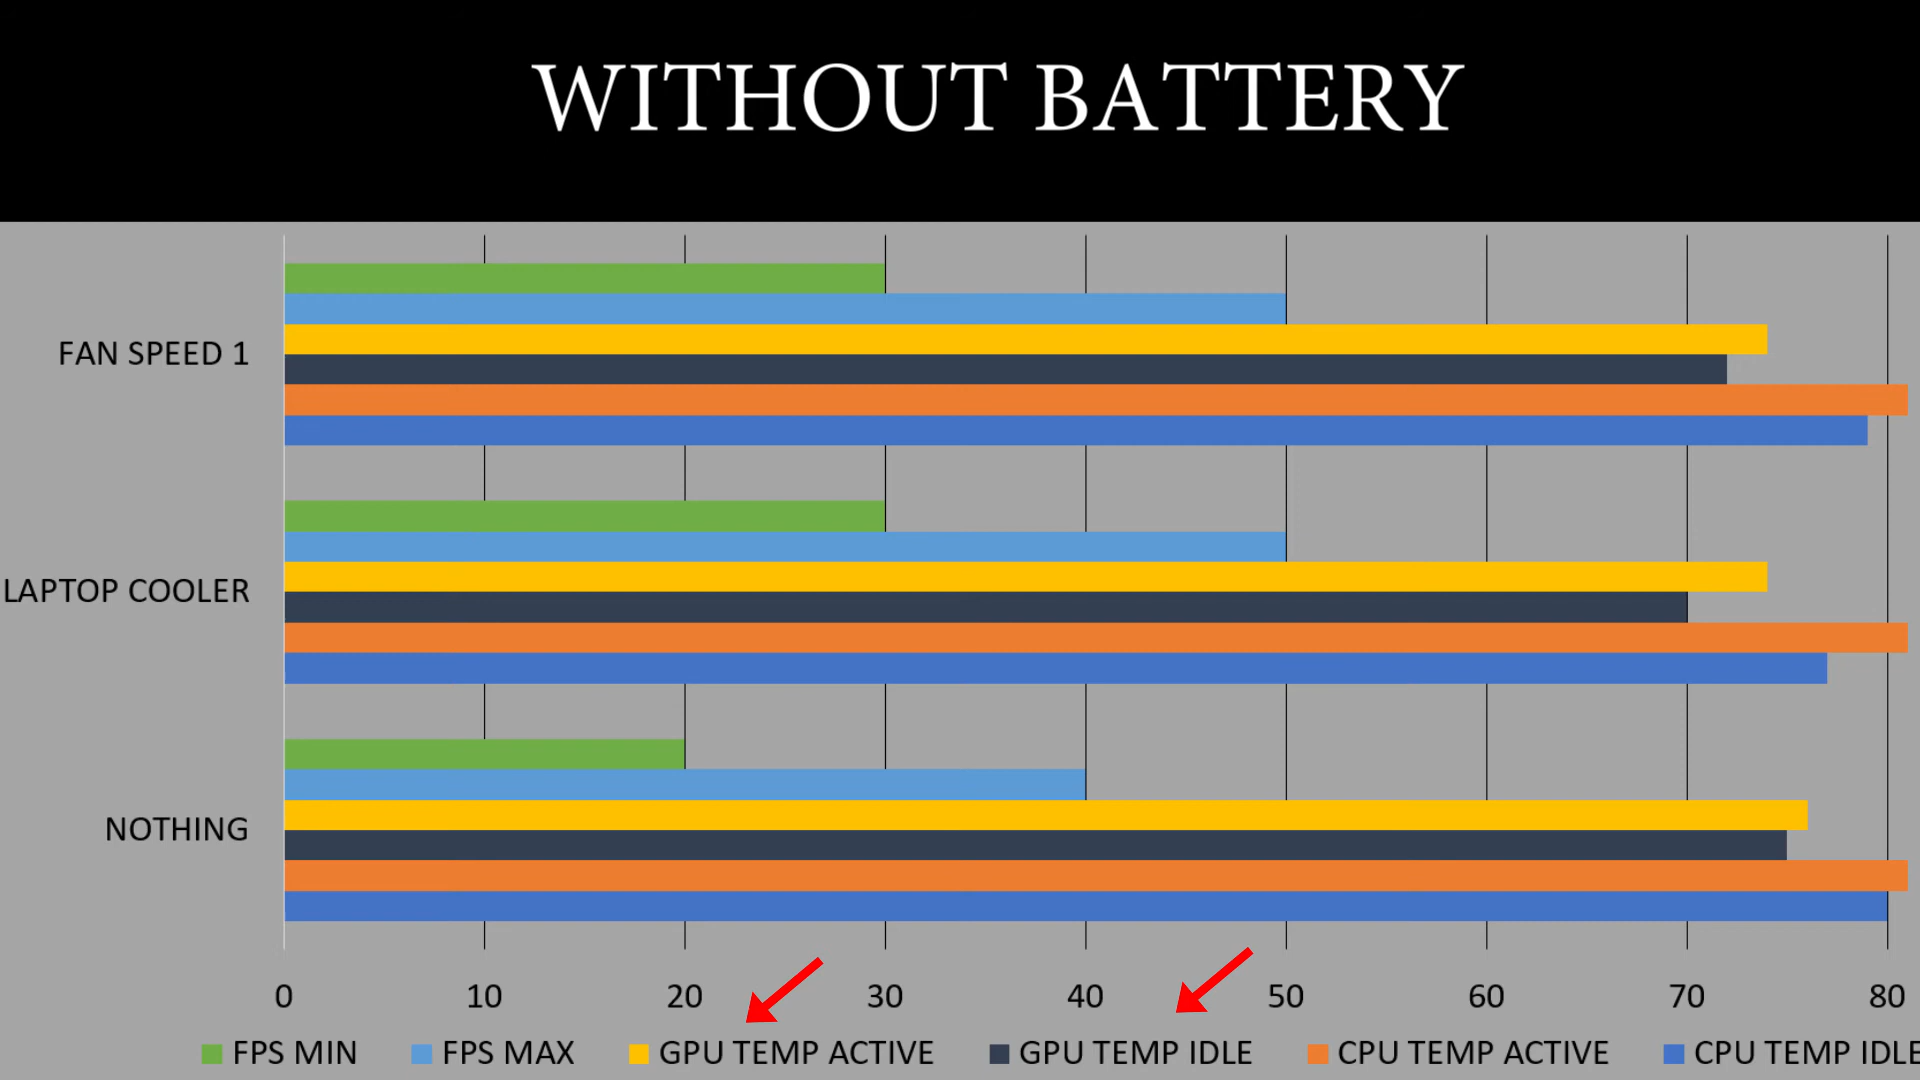 WITHOUT BATTERY
FAN SPEED 1
LAPTOP COOLER
NOTHING
0 10 20 30 40 50 60 70 80
FPS MIN FPS MAX GPU TEMP ACTIVE GPU TEMP IDLE CPU TEMP ACTIVE CPU TEMP IDLE